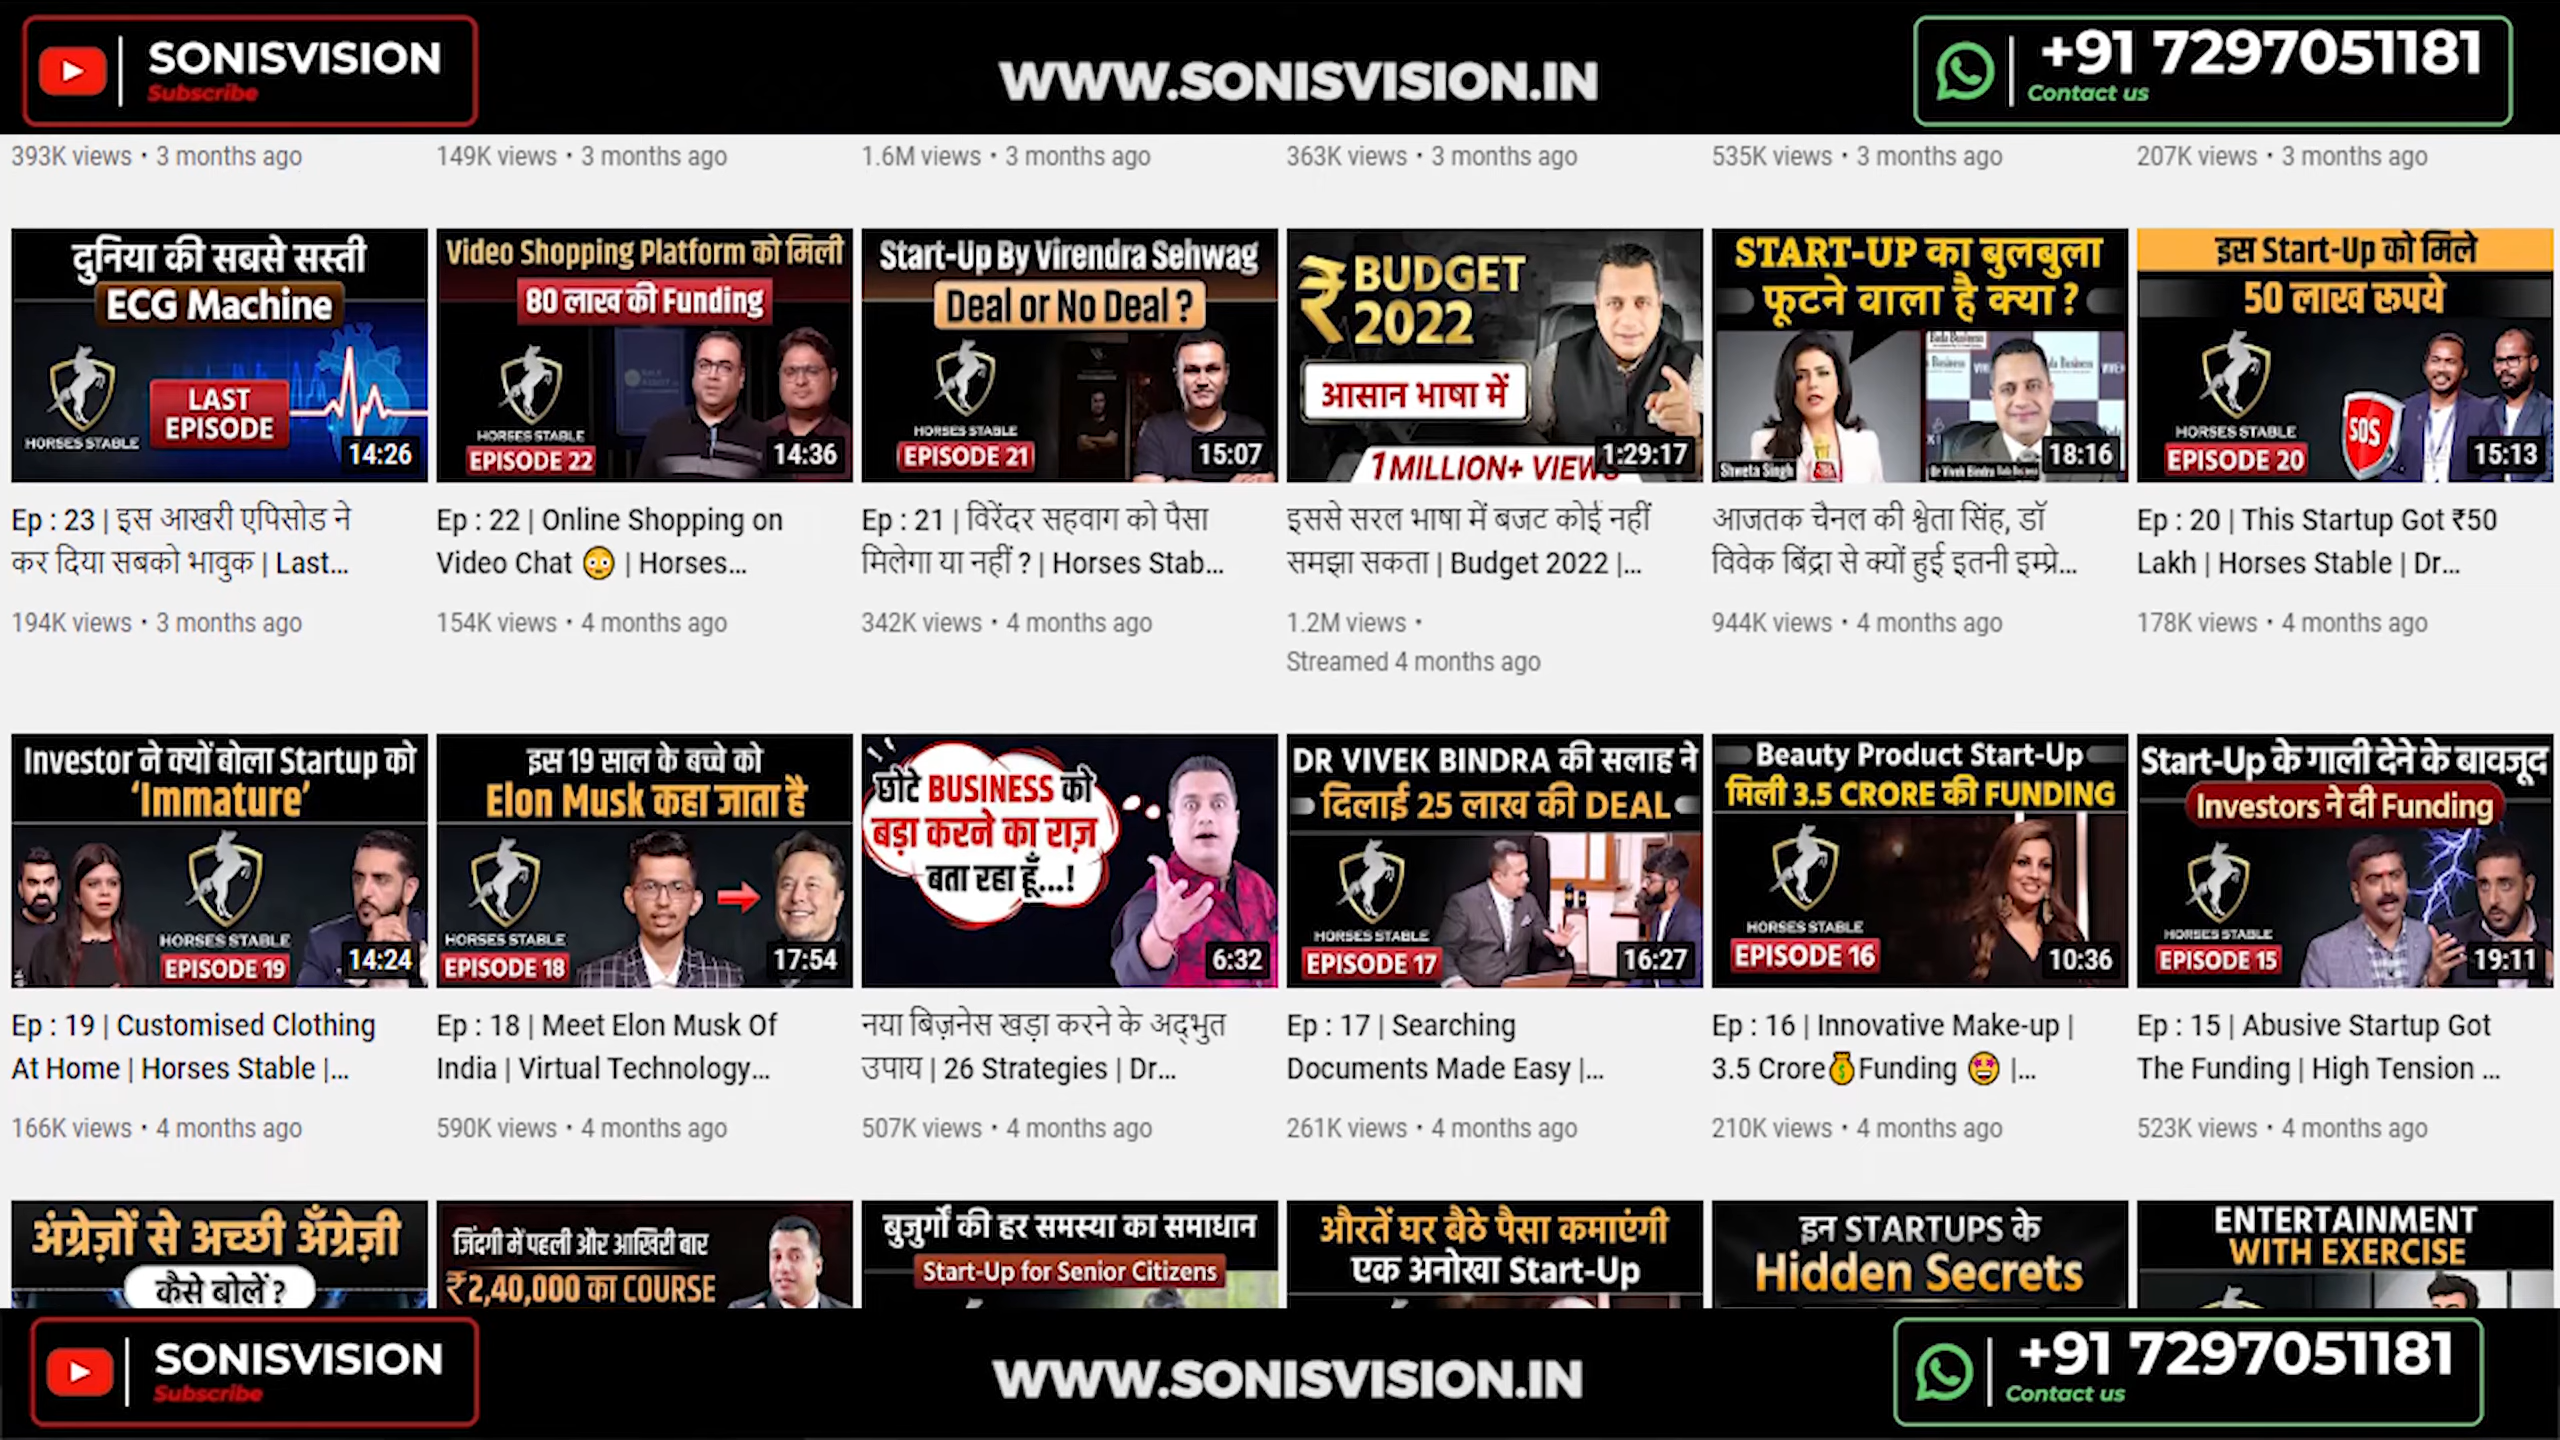 SONISVISION
Subscribe
WWW.SONISVISION.IN
+91 7297051181
Contact us
393K views • 3 months ago
149K views • 3 months ago
1.6M views • 3 months ago
363K views • 3 months ago
535K views • 3 months ago
207K views • 3 months ago
दुनिया की सबसे सस्ती
ECG Machine
HORSES STABLE
LAST
EPISODE
14:26
Video Shopping Platform को मिली
80 लाख की Funding
HORSES STABLE
EPISODE 22
14:36
Start-Up By Virendra Sehwag
Deal or No Deal ?
HORSES STABLE
EPISODE 21
15:07
₹ BUDGET
2022
आसान भाषा में
1 MILLION+ VIEWS
1:29:17
START-UP का बुलबुला
फूटने वाला है क्या ?
Shweta Singh
Dr Vivek Bindra
18:16
इस Start-Up को मिले
50 लाख रूपये
HORSES STABLE
SOS
EPISODE 20
15:13
Ep : 23 | इस आखरी एपिसोड ने
कर दिया सबको भावुक | Last...
Ep : 22 | Online Shopping on
Video Chat 😳 | Horses...
Ep : 21 | विरेंदर सहवाग को पैसा
मिलेगा या नहीं ? | Horses Stab...
इससे सरल भाषा में बजट कोई नहीं
समझा सकता | Budget 2022 |...
आजतक चैनल की श्वेता सिंह, डॉ
विवेक बिंद्रा से क्यों हुई इतनी इम्प्रे...
Ep : 20 | This Startup Got ₹50
Lakh | Horses Stable | Dr...
194K views • 3 months ago
154K views • 4 months ago
342K views • 4 months ago
1.2M views •
Streamed 4 months ago
944K views • 4 months ago
178K views • 4 months ago
Investor ने क्यों बोला Startup को
‘Immature’
HORSES STABLE
EPISODE 19
14:24
इस 19 साल के बच्चे को
Elon Musk कहा जाता है
HORSES STABLE
EPISODE 18
17:54
छोटे BUSINESS को
बड़ा करने का राज़
बता रहा हूँ...!
6:32
DR VIVEK BINDRA की सलाह ने
दिलाई 25 लाख की DEAL
HORSES STABLE
EPISODE 17
16:27
Beauty Product Start-Up
मिली 3.5 CRORE की FUNDING
HORSES STABLE
EPISODE 16
10:36
Start-Up के गाली देने के बावजूद
Investors ने दी Funding
HORSES STABLE
EPISODE 15
19:11
Ep : 19 | Customised Clothing
At Home | Horses Stable |...
Ep : 18 | Meet Elon Musk Of
India | Virtual Technology...
नया बिज़नेस खड़ा करने के अद्भुत
उपाय | 26 Strategies | Dr...
Ep : 17 | Searching
Documents Made Easy |...
Ep : 16 | Innovative Make-up |
3.5 Crore💰Funding 🤩 |...
Ep : 15 | Abusive Startup Got
The Funding | High Tension ...
166K views • 4 months ago
590K views • 4 months ago
507K views • 4 months ago
261K views • 4 months ago
210K views • 4 months ago
523K views • 4 months ago
अंग्रेज़ों से अच्छी अँग्रेज़ी
कैसे बोलें ?
जिंदगी में पहली और आखिरी बार
₹2,40,000 का COURSE
बुजुर्गों की हर समस्या का समाधान
Start-Up for Senior Citizens
औरतें घर बैठे पैसा कमाएंगी
एक अनोखा Start-Up
इन STARTUPS के
Hidden Secrets
ENTERTAINMENT
WITH EXERCISE
SONISVISION
Subscribe
WWW.SONISVISION.IN
+91 7297051181
Contact us